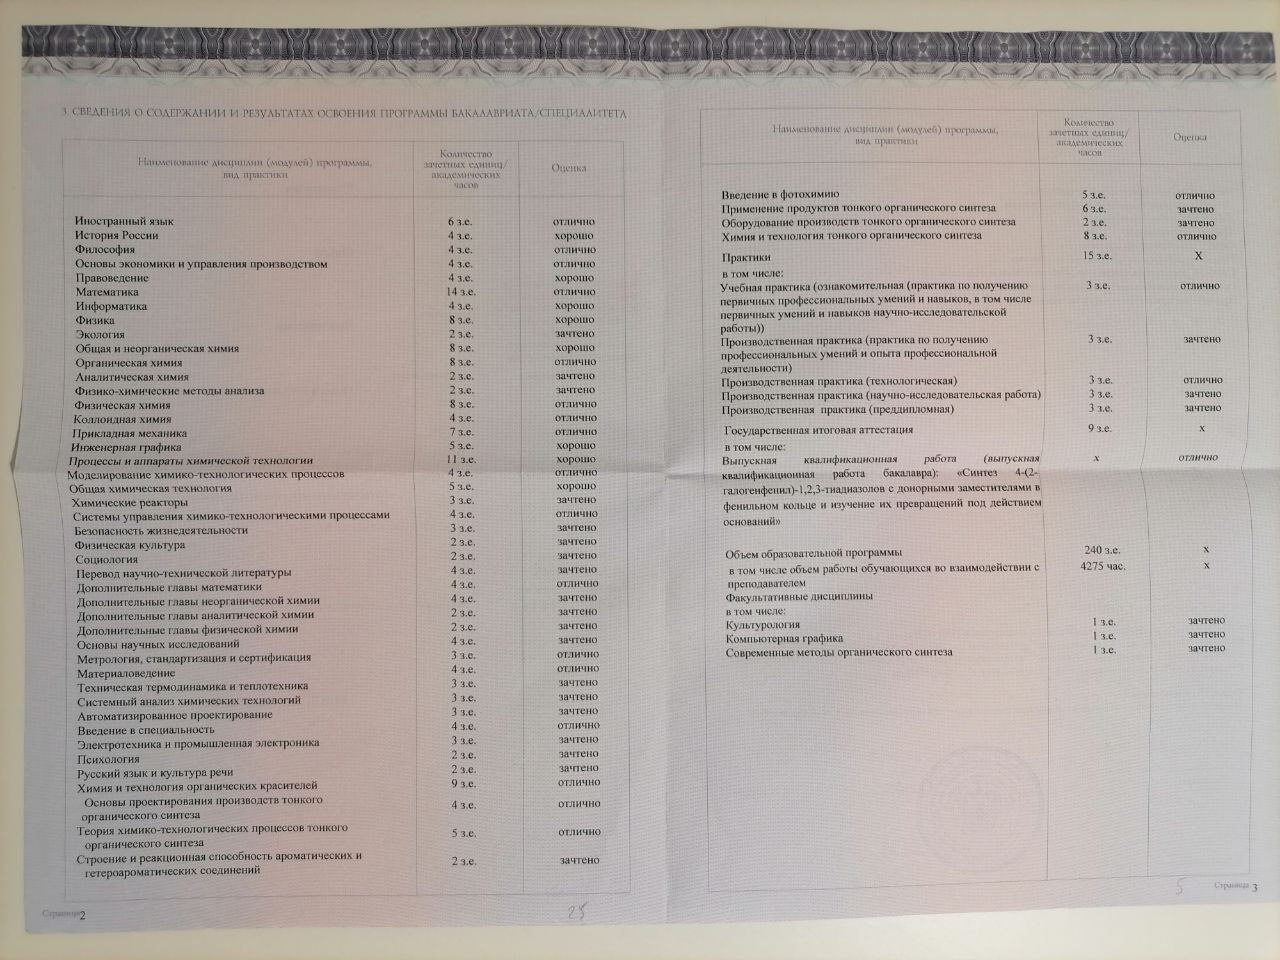 3. СВЕДЕНИЯ О СОДЕРЖАНИИ И РЕЗУЛЬТАТАХ ОСВОЕНИЯ ПРОГРАММЫ БАКАЛАВРИАТА/СПЕЦИАЛИТЕТА
Наименование дисциплин (модулей) программы,
вид практики
Количество
зачетных единиц/
академических
часов
Оценка
Иностранный язык 6 з.е. отлично
История России 4 з.е. хорошо
Философия 4 з.е. отлично
Основы экономики и управления производством 4 з.е. отлично
Правоведение 4 з.е. хорошо
Математика 14 з.е. отлично
Информатика 4 з.е. хорошо
Физика 8 з.е. хорошо
Экология 2 з.е. зачтено
Общая и неорганическая химия 8 з.е. хорошо
Органическая химия 8 з.е. отлично
Аналитическая химия 2 з.е. зачтено
Физико-химические методы анализа 2 з.е. зачтено
Физическая химия 8 з.е. отлично
Коллоидная химия 4 з.е. отлично
Прикладная механика 7 з.е. отлично
Инженерная графика 5 з.е. хорошо
Процессы и аппараты химической технологии 11 з.е. хорошо
Моделирование химико-технологических процессов 4 з.е. отлично
Общая химическая технология 5 з.е. хорошо
Химические реакторы 3 з.е. зачтено
Системы управления химико-технологическими процессами 4 з.е. отлично
Безопасность жизнедеятельности 3 з.е. зачтено
Физическая культура 2 з.е. зачтено
Социология 2 з.е. зачтено
Перевод научно-технической литературы 4 з.е. зачтено
Дополнительные главы математики 4 з.е. отлично
Дополнительные главы неорганической химии 4 з.е. зачтено
Дополнительные главы аналитической химии 2 з.е. зачтено
Дополнительные главы физической химии 2 з.е. зачтено
Основы научных исследований 4 з.е. зачтено
Метрология, стандартизация и сертификация 3 з.е. отлично
Материаловедение 4 з.е. отлично
Техническая термодинамика и теплотехника 3 з.е. зачтено
Системный анализ химических технологий 3 з.е. зачтено
Автоматизированное проектирование 3 з.е. зачтено
Введение в специальность 4 з.е. отлично
Электротехника и промышленная электроника 3 з.е. зачтено
Психология 2 з.е. зачтено
Русский язык и культура речи 2 з.е. зачтено
Химия и технология органических красителей 9 з.е. отлично
Основы проектирования производств тонкого
органического синтеза 4 з.е. отлично
Теория химико-технологических процессов тонкого
органического синтеза 5 з.е. отлично
Строение и реакционная способность ароматических и
гетероароматических соединений 2 з.е. зачтено
Страница 2
25
Наименование дисциплин (модулей) программы,
вид практики
Количество
зачетных единиц/
академических
часов
Оценка
Введение в фотохимию 5 з.е. отлично
Применение продуктов тонкого органического синтеза 6 з.е. зачтено
Оборудование производств тонкого органического синтеза 2 з.е. зачтено
Химия и технология тонкого органического синтеза 8 з.е. отлично
Практики 15 з.е. X
в том числе:
Учебная практика (ознакомительная (практика по получению 3 з.е. отлично
первичных профессиональных умений и навыков, в том числе
первичных умений и навыков научно-исследовательской
работы))
Производственная практика (практика по получению 3 з.е. зачтено
профессиональных умений и опыта профессиональной
деятельности)
Производственная практика (технологическая) 3 з.е. отлично
Производственная практика (научно-исследовательская работа) 3 з.е. зачтено
Производственная практика (преддипломная) 3 з.е. зачтено
Государственная итоговая аттестация 9 з.е. x
в том числе:
Выпускная квалификационная работа (выпускная x отлично
квалификационная работа бакалавра): «Синтез 4-(2-
галогенфенил)-1,2,3-тиадиазолов с донорными заместителями в
фенильном кольце и изучение их превращений под действием
оснований»
Объем образовательной программы 240 з.е. x
в том числе объем работы обучающихся во взаимодействии с 4275 час. x
преподавателем
Факультативные дисциплины
в том числе:
Культурология 1 з.е. зачтено
Компьютерная графика 1 з.е. зачтено
Современные методы органического синтеза 1 з.е. зачтено
5
Страница 3